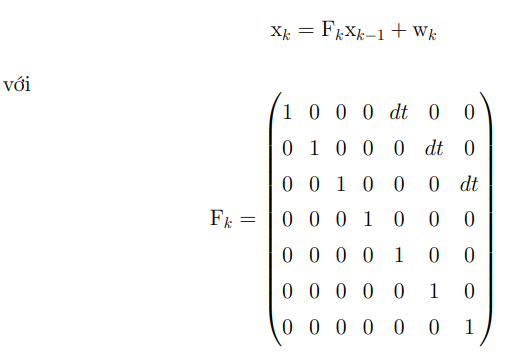 x_k = F_k x_{k−1} + w_k
với
F_k =
1 0 0 0 dt 0 0
0 1 0 0 0 dt 0
0 0 1 0 0 0 dt
0 0 0 1 0 0 0
0 0 0 0 1 0 0
0 0 0 0 0 1 0
0 0 0 0 0 0 1